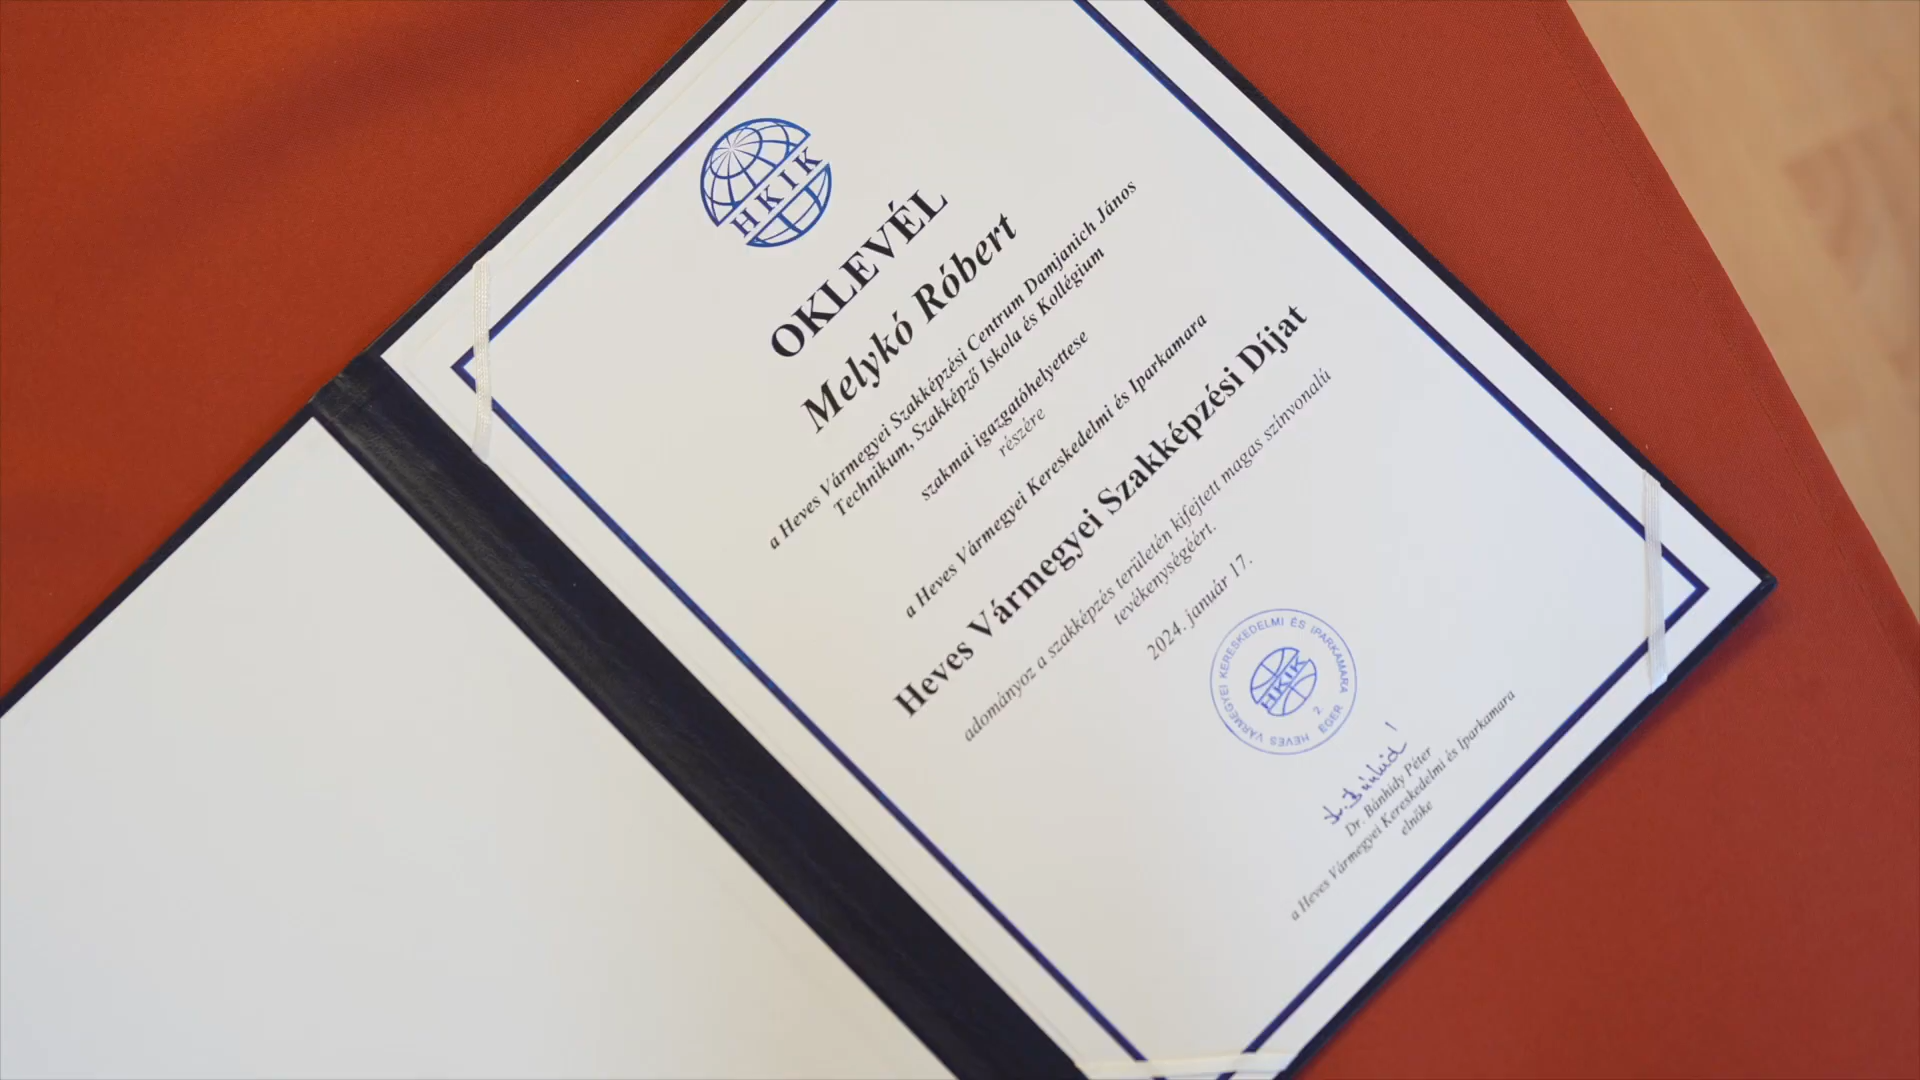 HKIK
OKLEVÉL
Melykó Róbert
a Heves Vármegyei Szakképzési Centrum Damjanich János
Technikum, Szakképző Iskola és Kollégium
szakmai igazgatóhelyettese
részére
a Heves Vármegyei Kereskedelmi és Iparkamara
Heves Vármegyei Szakképzési Díjat
adományoz a szakképzés területén kifejtett magas színvonalú
tevékenységéért.
2024. január 17.
HEVES VÁRMEGYEI KERESKEDELMI ÉS IPARKAMARA
HKIK
2.
EGER
Dr. Bánhidy Péter
a Heves Vármegyei Kereskedelmi és Iparkamara
elnöke